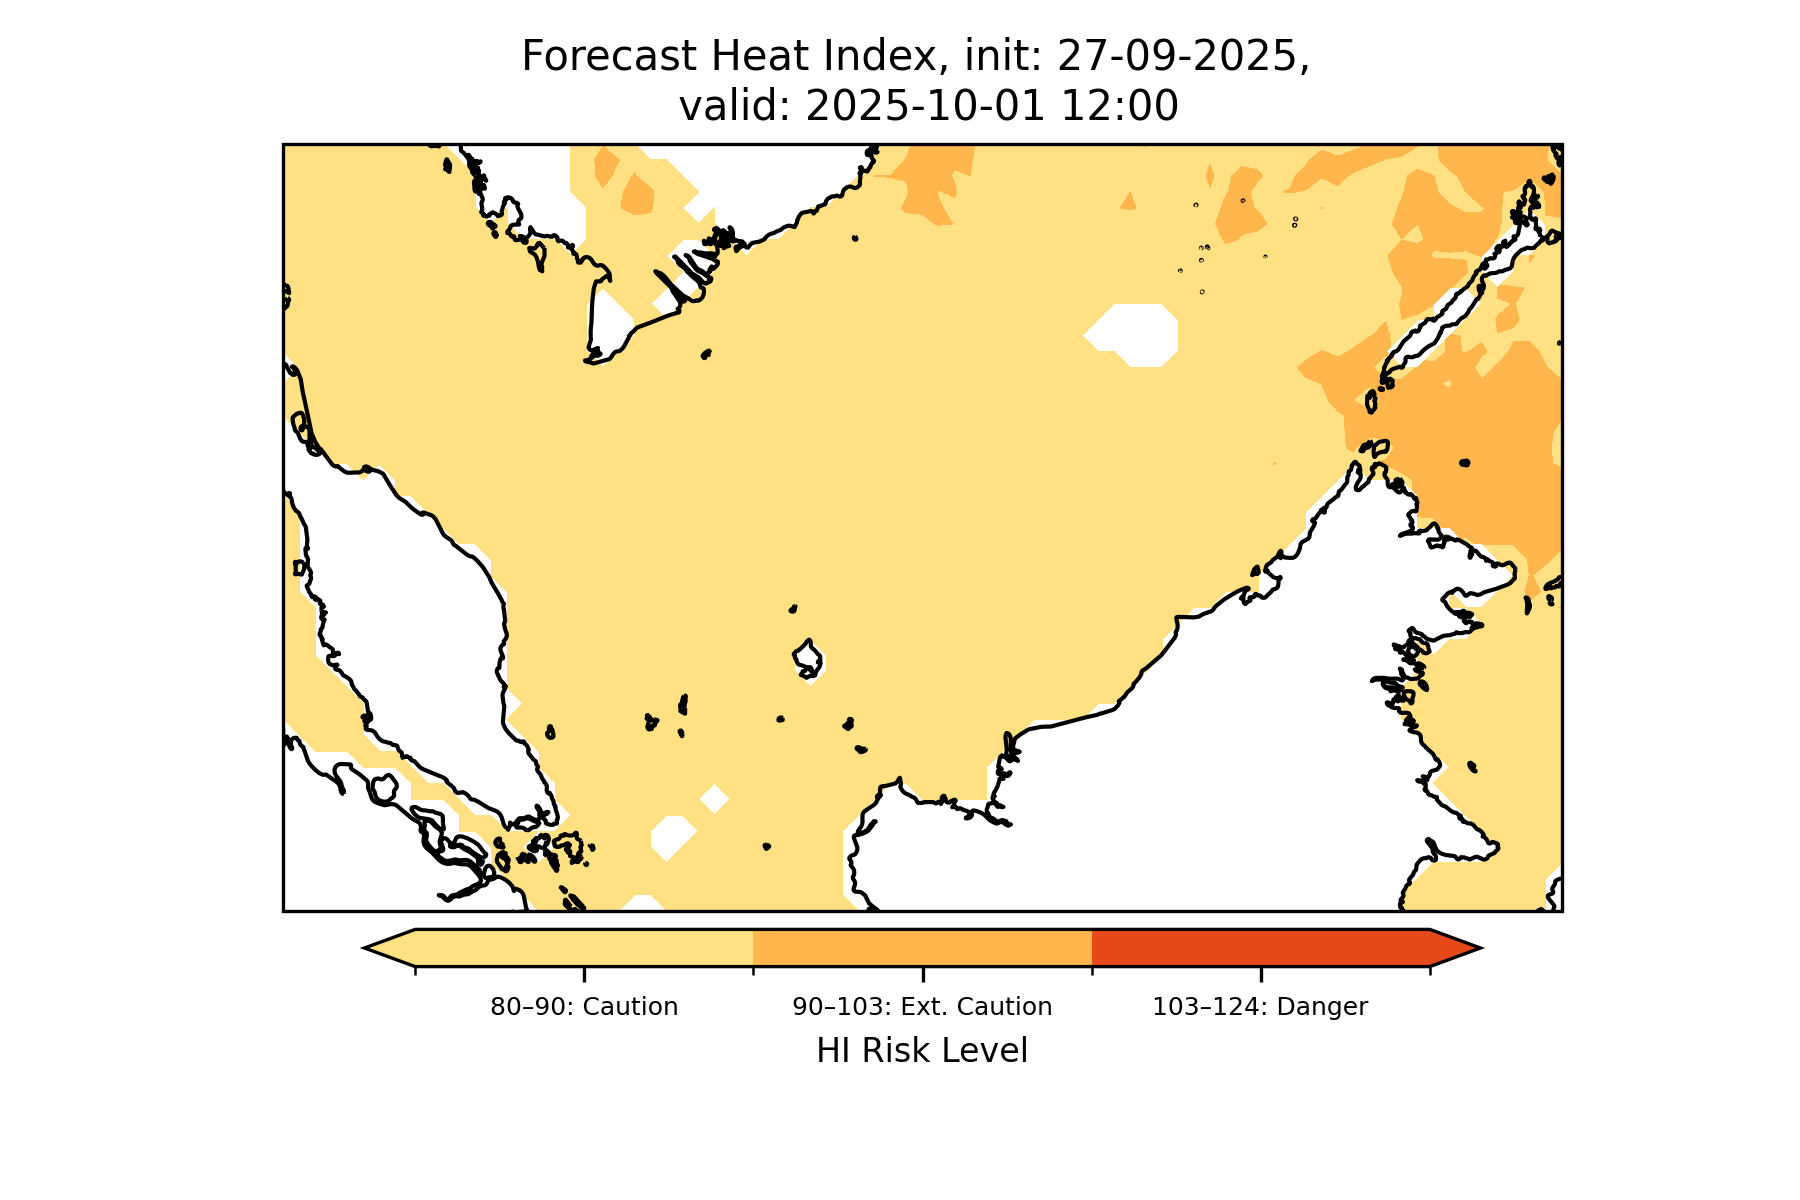 Forecast Heat Index, init: 27-09-2025,
valid: 2025-10-01 12:00
80–90: Caution
90–103: Ext. Caution
103–124: Danger
HI Risk Level